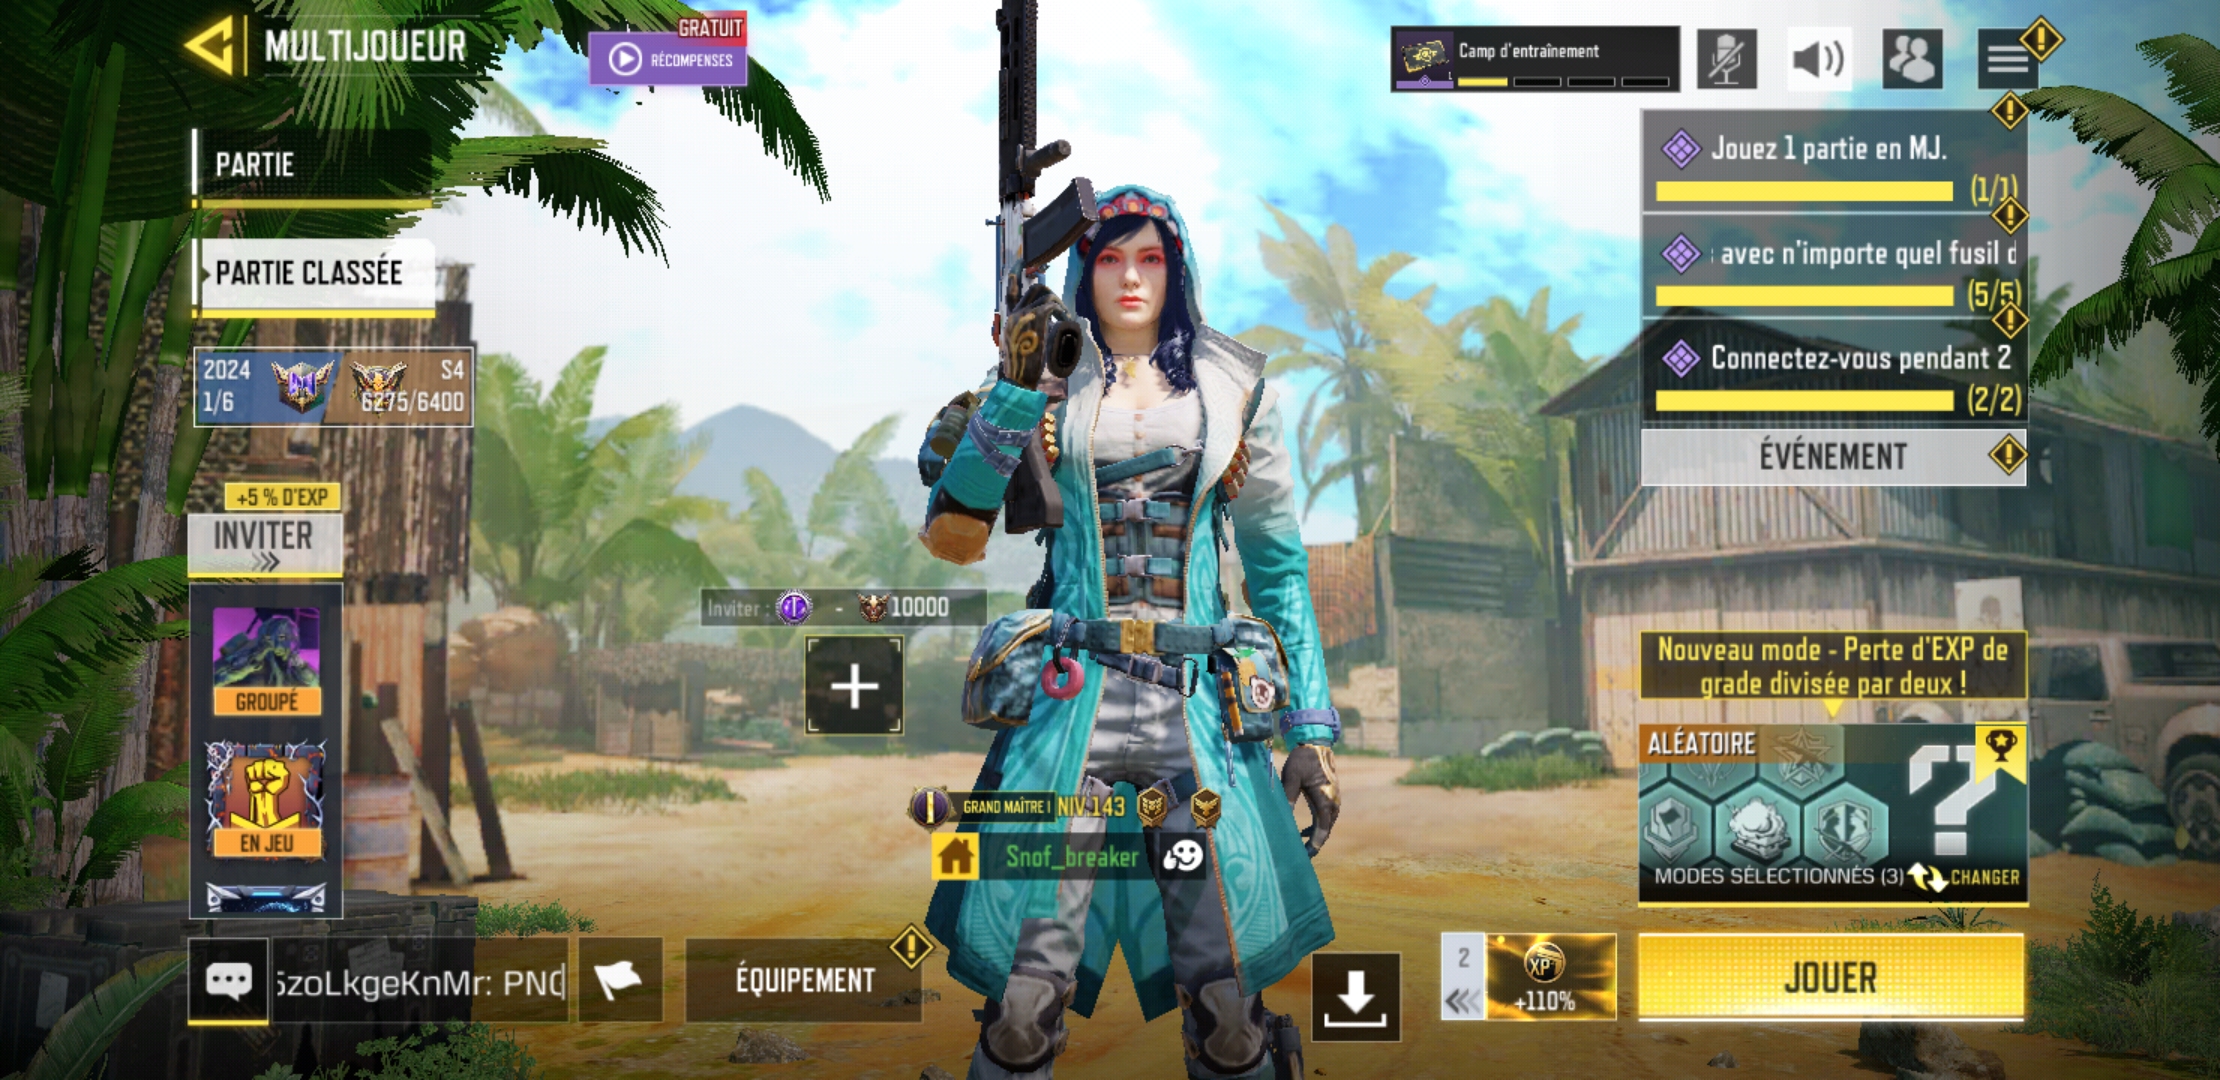 MULTIJOUEUR
GRATUIT
RÉCOMPENSES
Camp d'entraînement
1
PARTIE
PARTIE CLASSÉE
2024
1/6
S4
6275/6400
+5 % D'EXP
INVITER
GROUPÉ
EN JEU
Inviter : - 10000
GRAND MAÎTRE I NIV.143
Snof_breaker
Jouez 1 partie en MJ.
(1/1)
avec n'importe quel fusil d
(5/5)
Connectez-vous pendant 2
(2/2)
ÉVÉNEMENT
Nouveau mode - Perte d'EXP de
grade divisée par deux !
ALÉATOIRE
?
MODES SÉLECTIONNÉS (3)
CHANGER
5zoLkgeKnMr: PNC
ÉQUIPEMENT
2
XP
+110%
JOUER